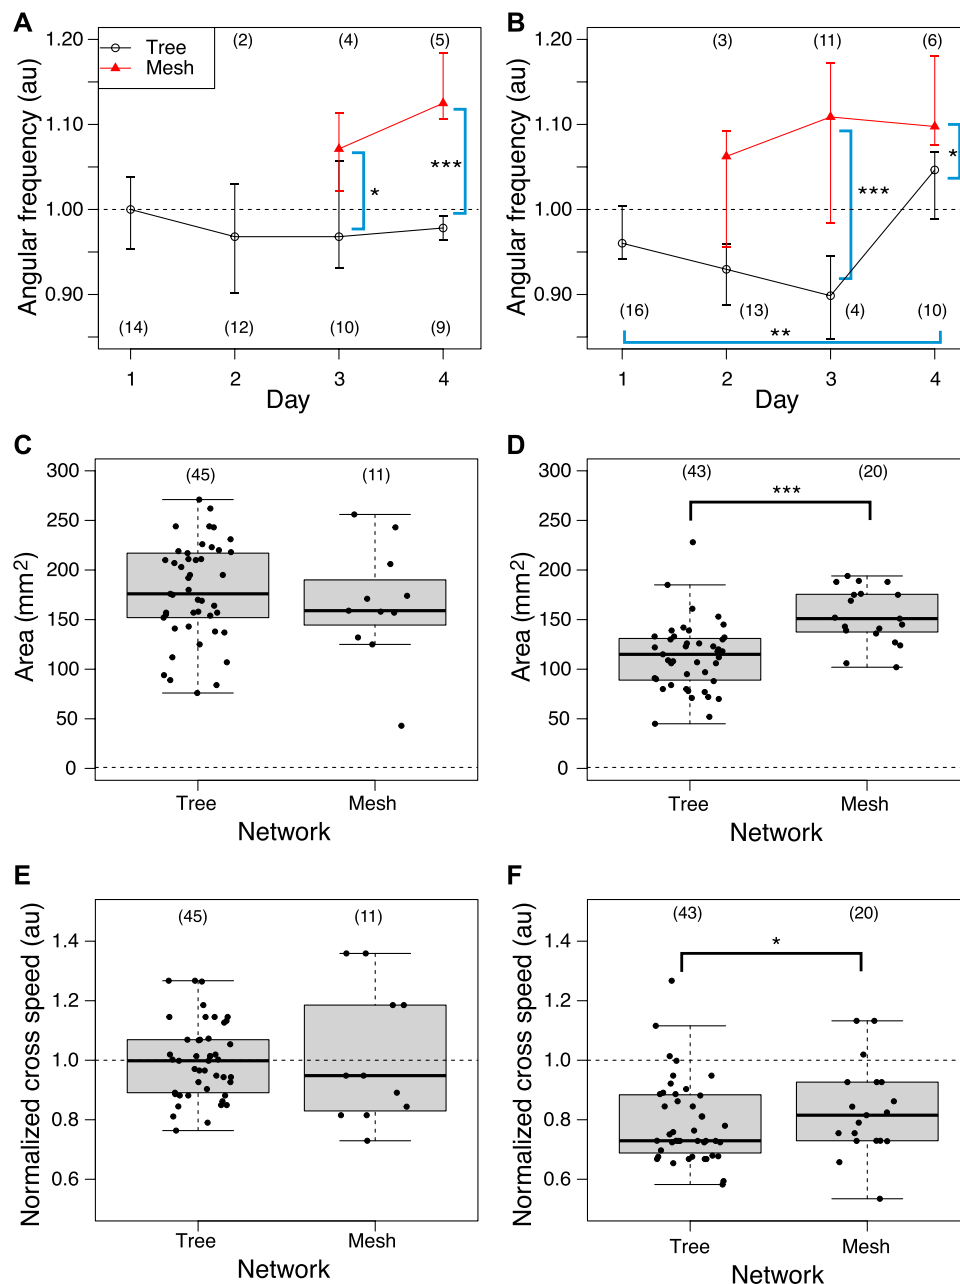 A
Angular frequency (au)
1.20
1.10
1.00
0.90
Tree
Mesh
(2)
(4)
(5)
*
***
(14)
(12)
(10)
(9)
1
2
3
4
Day
B
Angular frequency (au)
1.20
1.10
1.00
0.90
(3)
(11)
(6)
***
*
(16)
(13)
(4)
(10)
**
1
2
3
4
Day
C
Area (mm2)
300
250
200
150
100
50
0
(45)
(11)
Tree
Mesh
Network
D
Area (mm2)
300
250
200
150
100
50
0
(43)
(20)
***
Tree
Mesh
Network
E
Normalized cross speed (au)
1.4
1.2
1.0
0.8
0.6
(45)
(11)
Tree
Mesh
Network
F
Normalized cross speed (au)
1.4
1.2
1.0
0.8
0.6
(43)
(20)
*
Tree
Mesh
Network